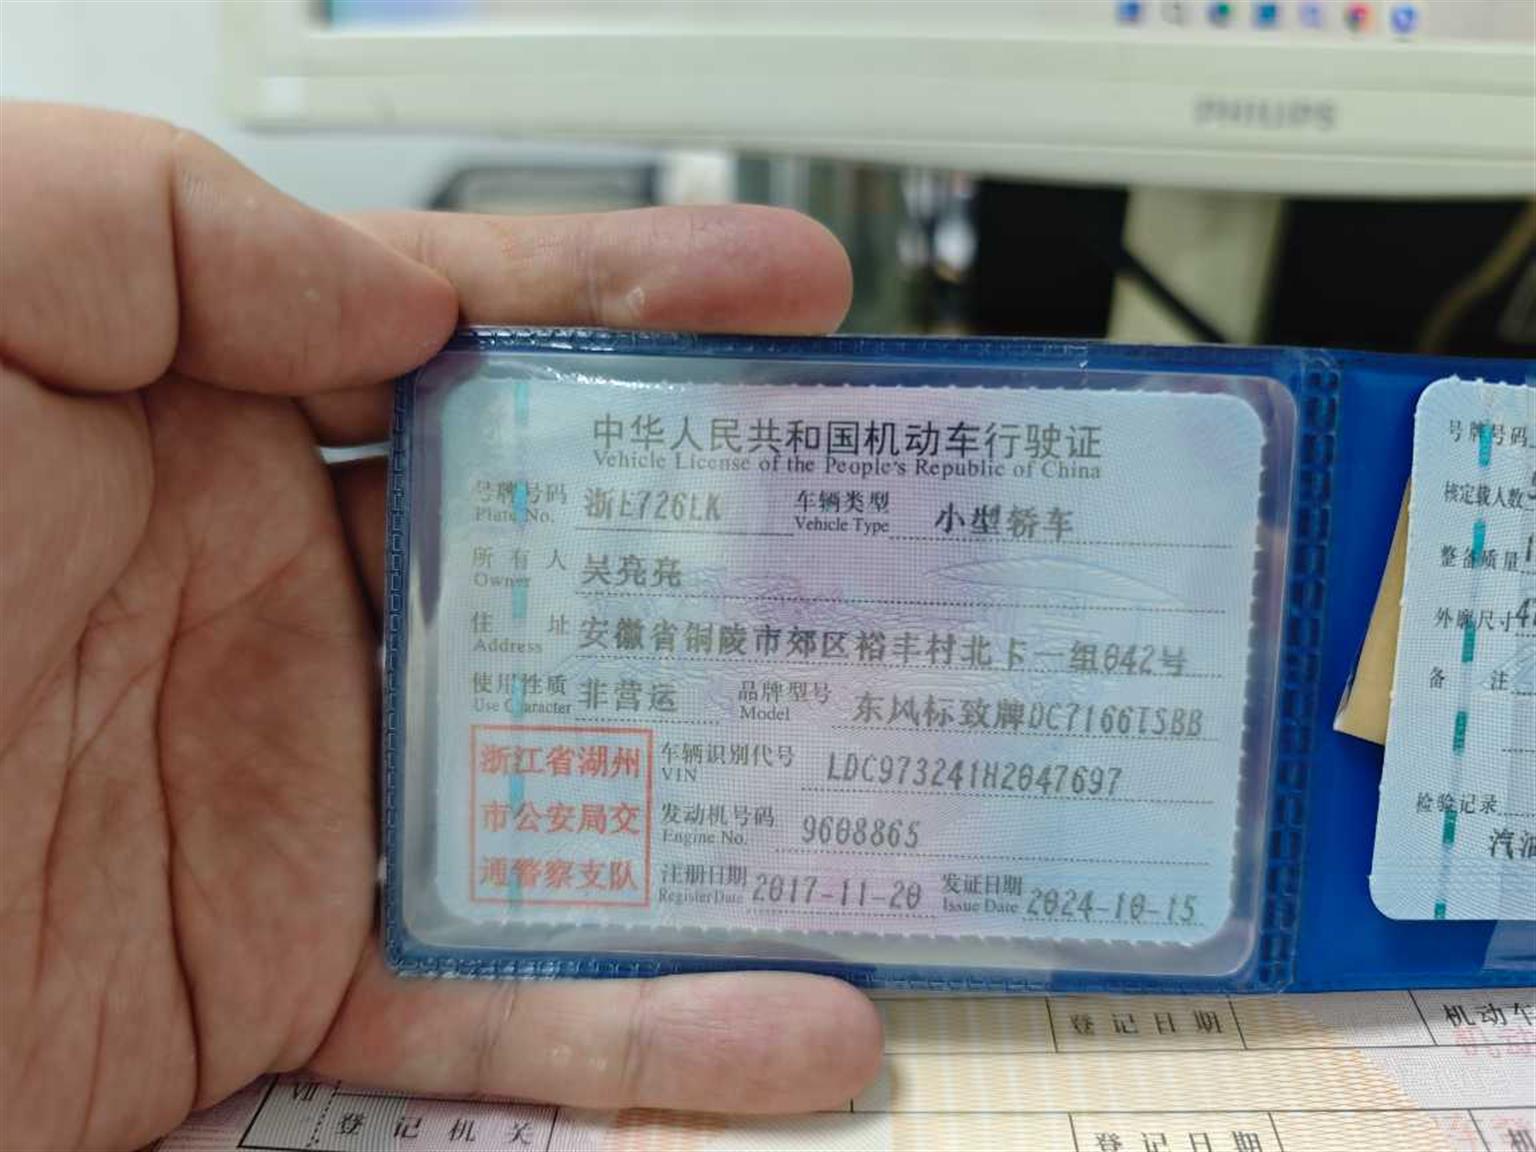 PHILIPS
中华人民共和国机动车行驶证
Vehicle License of the People's Republic of China
号牌号码 浙E726LK 车辆类型 小型轿车
Plate No. Vehicle Type
所有人 吴亮亮
Owner
住址 安徽省铜陵市郊区裕丰村北卡一组042号
Address
使用性质 非营运 品牌型号 东风标致牌DC7166TSBB
Use Character Model
浙江省湖州
市公安局交
通警察支队
车辆识别代号 LDC973241H2047697
VIN
发动机号码 9608865
Engine No.
注册日期 2017-11-20 发证日期 2024-10-15
Register Date Issue Date
号牌号码
核定载人数
整备质量
外廓尺寸
备注
检验记录
汽油
登记日期 机动车
VII
登记机关 登记日期